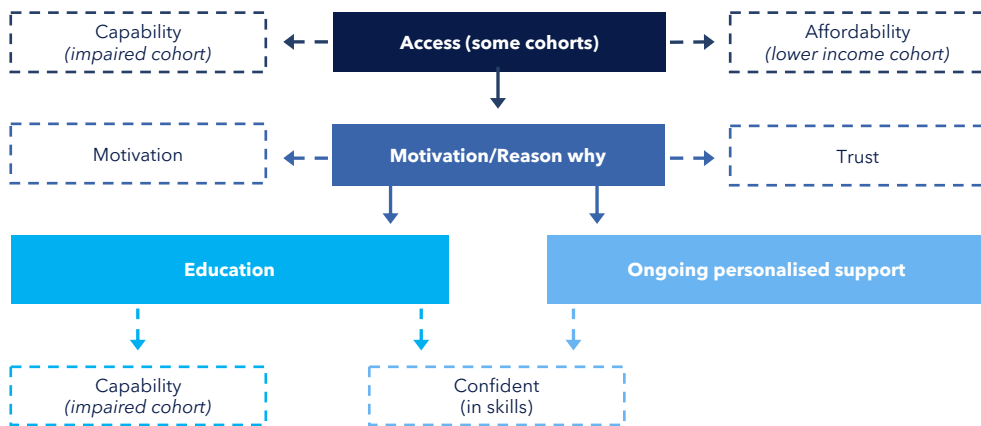 Capability
(impaired cohort)
Access (some cohorts)
Affordability
(lower income cohort)
Motivation
Motivation/Reason why
Trust
Education
Ongoing personalised support
Capability
(impaired cohort)
Confident
(in skills)